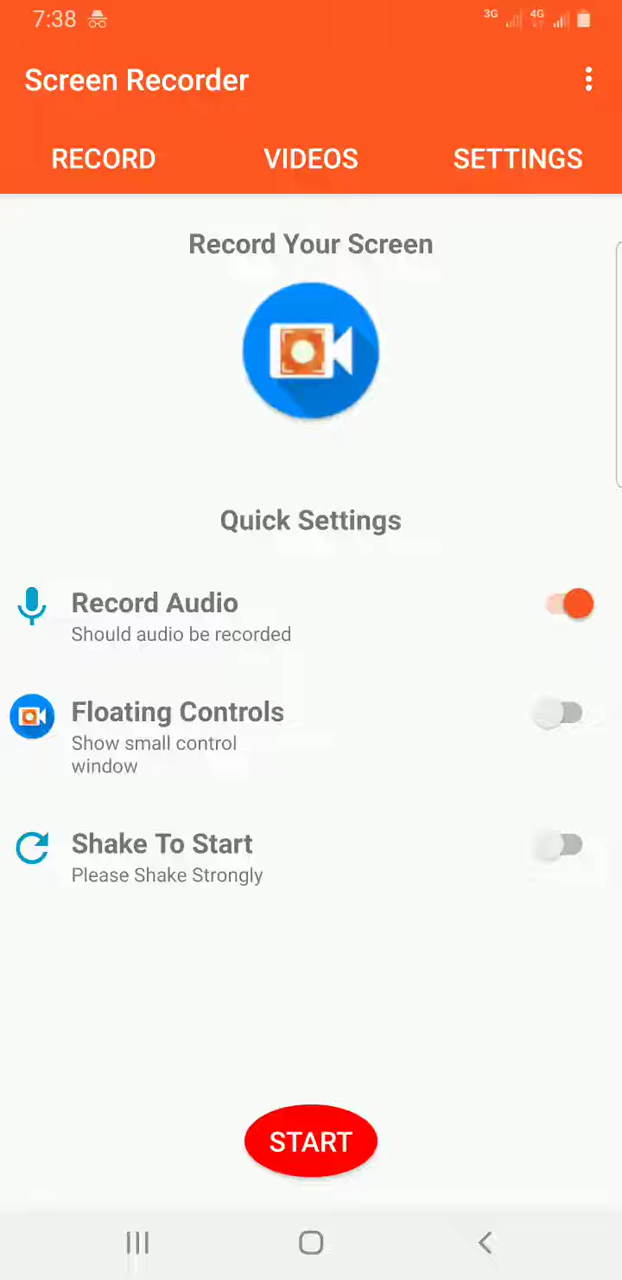 7:38
3G 4G
Screen Recorder
RECORD VIDEOS SETTINGS
Record Your Screen
Quick Settings
Record Audio
Should audio be recorded
Floating Controls
Show small control
window
Shake To Start
Please Shake Strongly
START